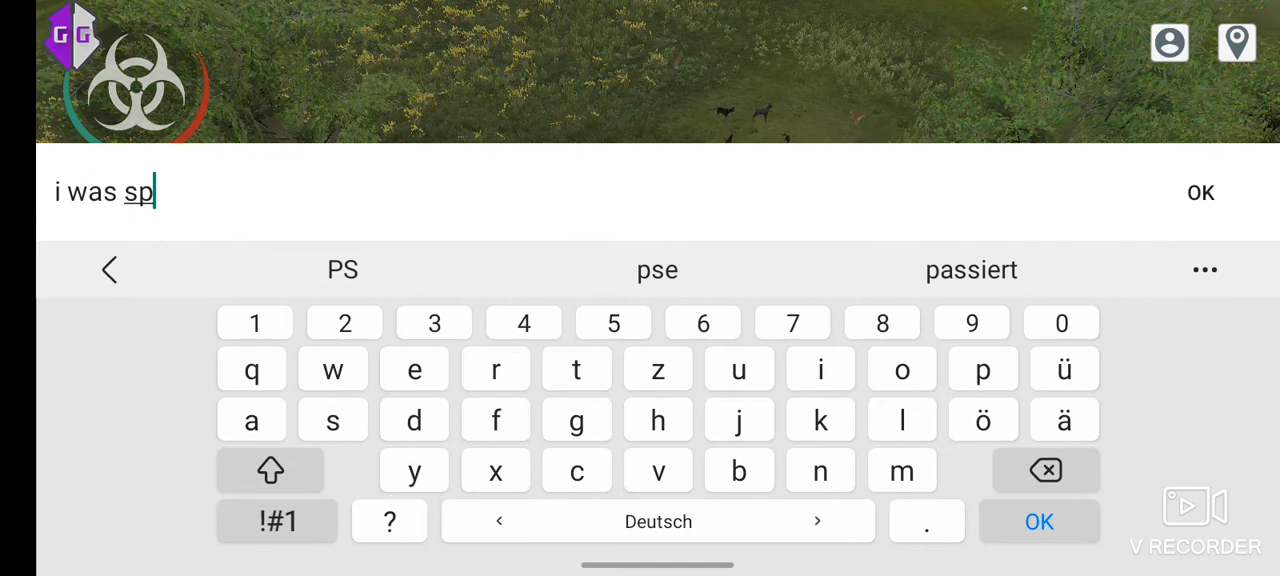 GG
i was sp
OK
PS pse passiert
1 2 3 4 5 6 7 8 9 0
q w e r t z u i o p ü
a s d f g h j k l ö ä
y x c v b n m
!#1 ? Deutsch . OK
V RECORDER